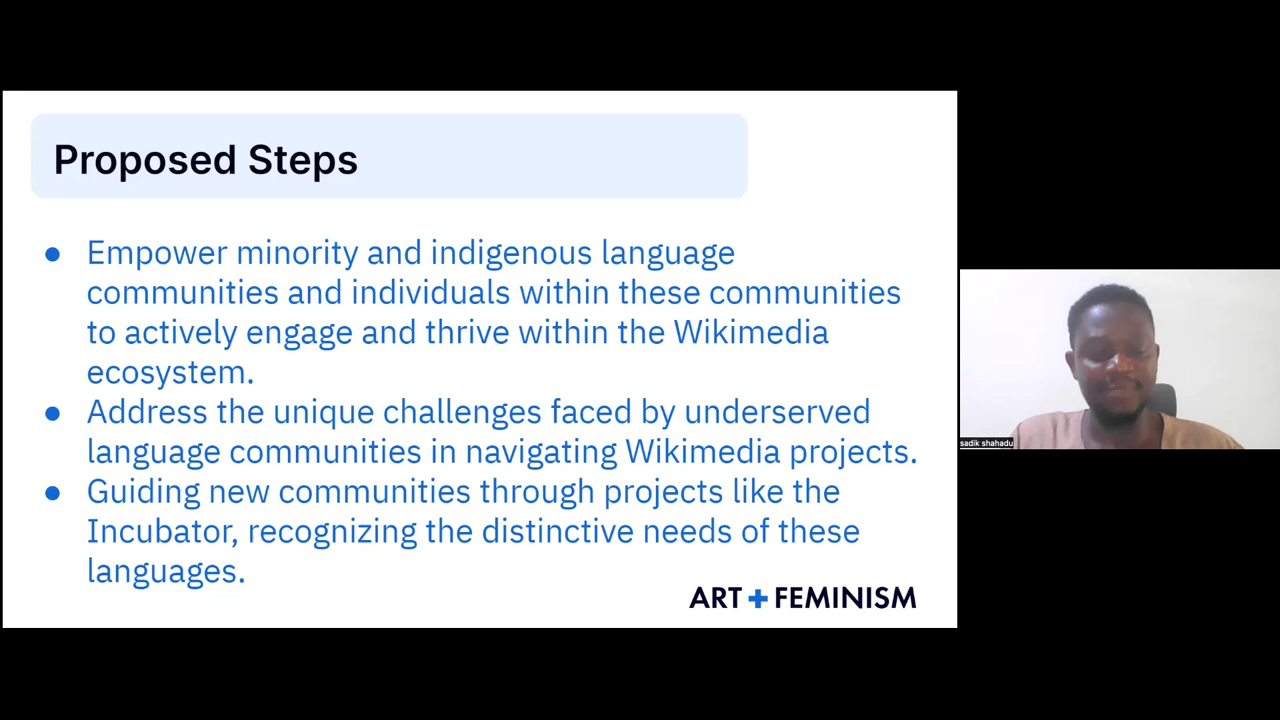 Proposed Steps
● Empower minority and indigenous language
communities and individuals within these communities
to actively engage and thrive within the Wikimedia
ecosystem.
● Address the unique challenges faced by underserved
language communities in navigating Wikimedia projects.
● Guiding new communities through projects like the
Incubator, recognizing the distinctive needs of these
languages.
ART + FEMINISM
sadik shahadu